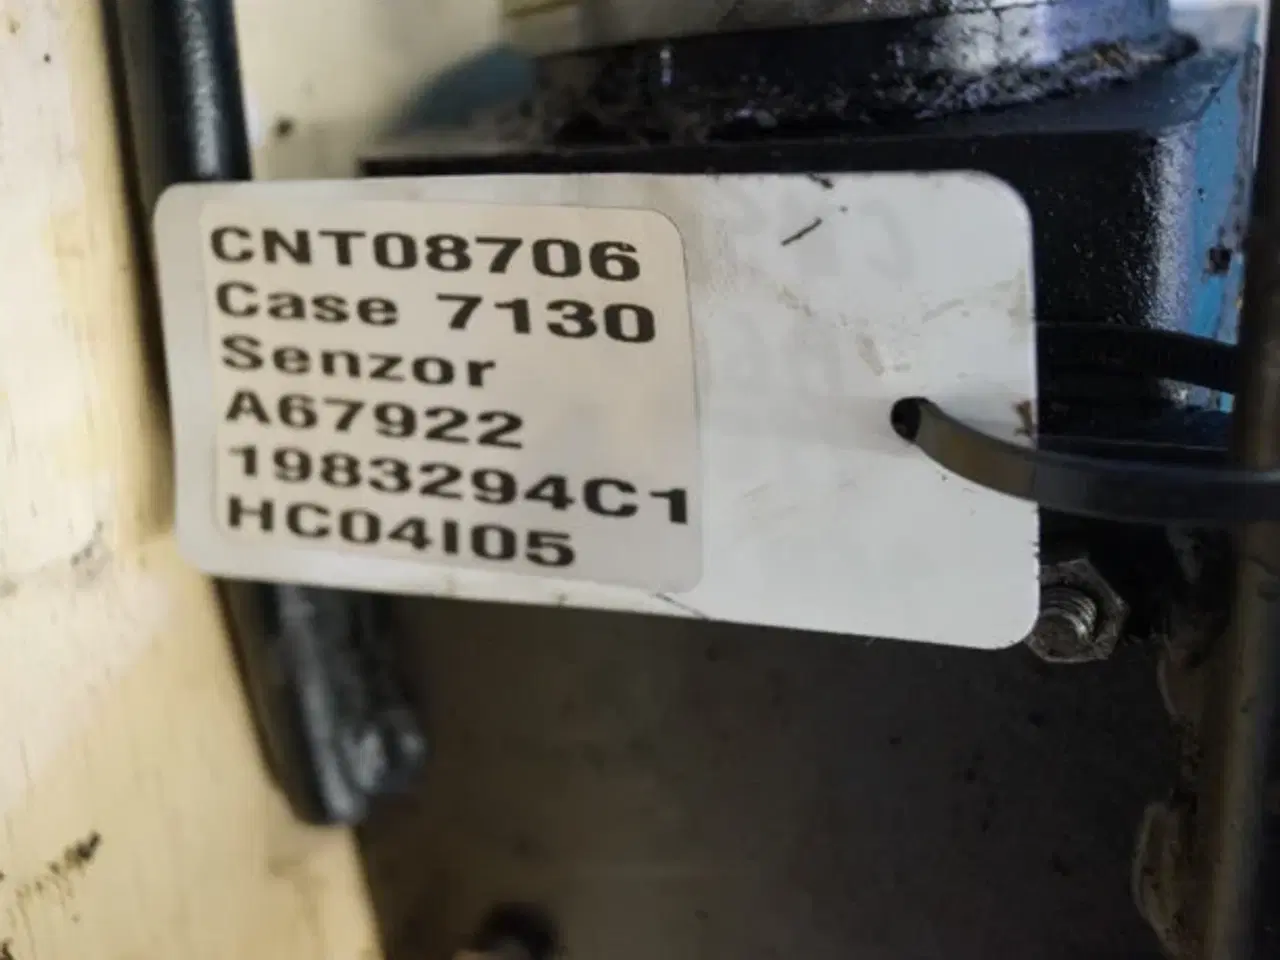 CNT08706
Case 7130
Senzor
A67922
1983294C1
HC04I05